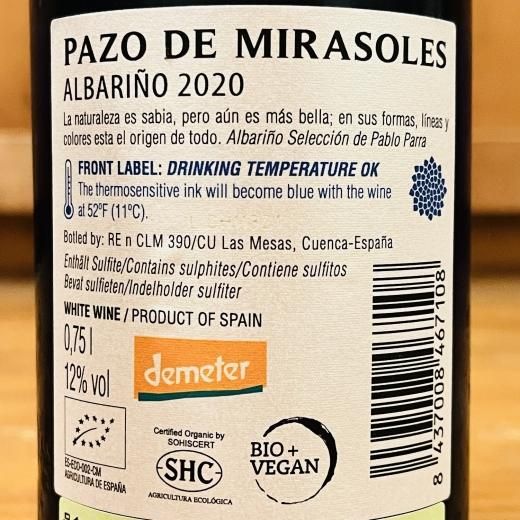 PAZO DE MIRASOLES
ALBARIÑO 2020
La naturaleza es sabia, pero aún es más bella; en sus formas, líneas y
colores esta el origen de todo. Albariño Selección de Pablo Parra
FRONT LABEL: DRINKING TEMPERATURE OK
The thermosensitive ink will become blue with the wine
at 52ºF (11ºC).
Botled by: RE n CLM 390/CU Las Mesas, Cuenca-España
Enthält Sulfite/Contains sulphites/Contiene sulfitos
Bevat sulfieten/Indelholder sulfiter
WHITE WINE / PRODUCT OF SPAIN
0,75 l
12% vol
demeter
ES-ECO-002-CM
AGRICULTURA DE ESPAÑA
Certified Organic by
SOHISCERT
SHC
AGRICULTURA ECOLÓGICA
BIO +
VEGAN
8 437008 467108